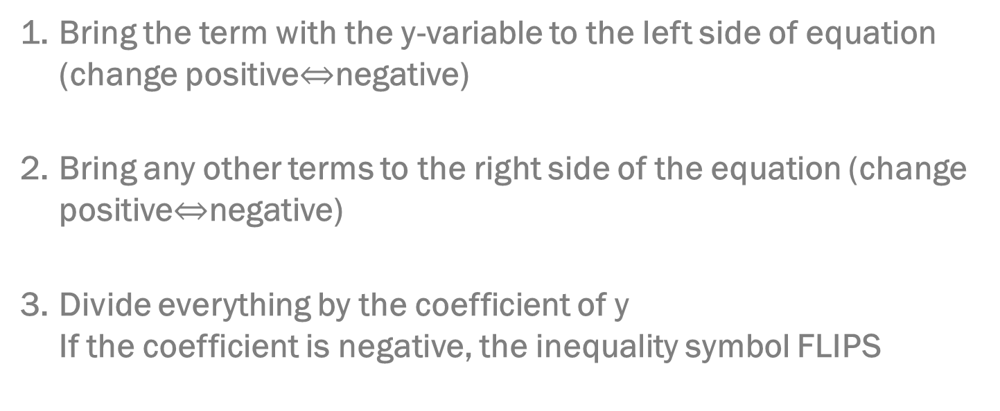 1. Bring the term with the y-variable to the left side of equation
(change positive⇔negative)
2. Bring any other terms to the right side of the equation (change
positive⇔negative)
3. Divide everything by the coefficient of y
If the coefficient is negative, the inequality symbol FLIPS